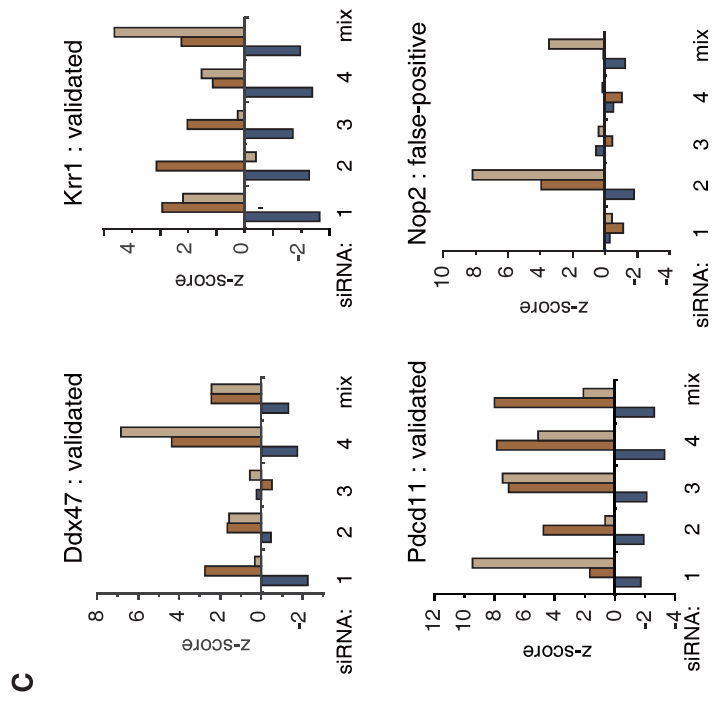 C
Ddx47 : validated
8
6
4
2
0
-2
z-score
siRNA: 1 2 3 4 mix
Krr1 : validated
4
2
0
-2
z-score
siRNA: 1 2 3 4 mix
Pdcd11 : validated
12
10
8
6
4
2
0
-2
-4
z-score
siRNA: 1 2 3 4 mix
Nop2 : false-positive
10
8
6
4
2
0
-2
-4
z-score
siRNA: 1 2 3 4 mix